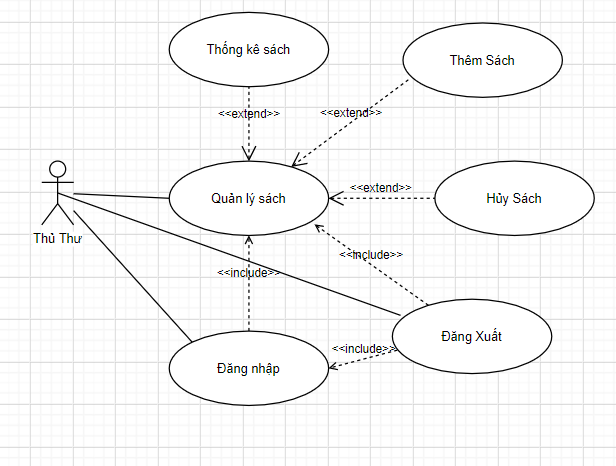 Thống kê sách
Thêm Sách
<<extend>>
<<extend>>
Quản lý sách
<<extend>>
Hủy Sách
Thủ Thư
<<include>>
<<include>>
Đăng Xuất
<<include>>
Đăng nhập